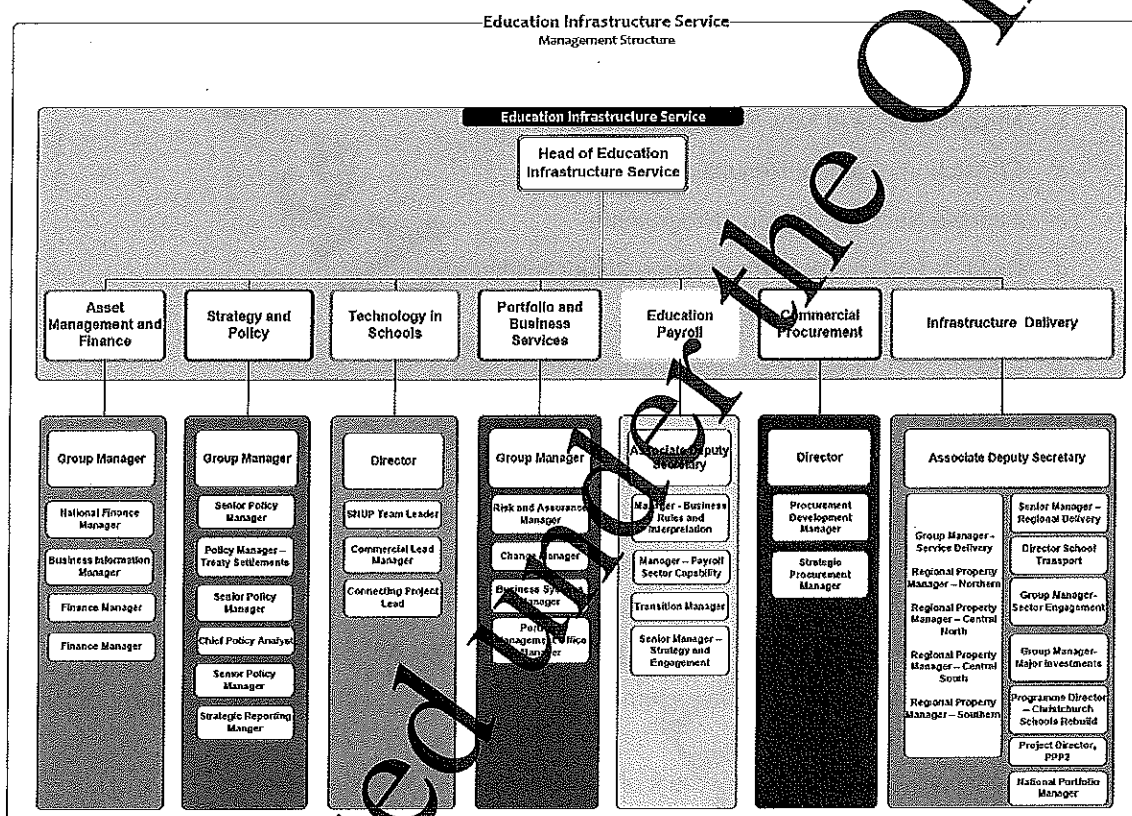 Education Infrastructure Service
Management Structure
Education Infrastructure Service
Head of Education
Infrastructure Service
Asset
Management and
Finance
Strategy and
Policy
Technology in
Schools
Portfolio and
Business
Services
Education
Payroll
Commercial
Procurement
Infrastructure Delivery
Group Manager
National Finance
Manager
Business Information
Manager
Finance Manager
Finance Manager
Group Manager
Senior Policy
Manager
Policy Manager –
Treaty Settlements
Senior Policy
Manager
Chief Policy Analyst
Senior Policy
Manager
Strategic Reporting
Manger
Director
SNUP Team Leader
Commercial Lead
Manager
Connecting Project
Lead
Group Manager
Risk and Assurance
Manager
Change Manager
Business Systems
Manager
Portfolio
Management Office
Manager
Associate Deputy
Secretary
Manager - Business
Rules and
Interpretation
Manager – Payroll
Sector Capability
Transition Manager
Senior Manager –
Strategy and
Engagement
Director
Procurement
Development
Manager
Strategic
Procurement
Manager
Associate Deputy Secretary
Group Manager -
Service Delivery
Regional Property
Manager – Northern
Regional Property
Manager – Central
North
Regional Property
Manager – Central
South
Regional Property
Manager – Southern
Senior Manager –
Regional Delivery
Director School
Transport
Group Manager-
Sector Engagement
Group Manager-
Major Investments
Programme Director
– Christchurch
Schools Rebuild
Project Director,
PPP2
National Portfolio
Manager
ed under the